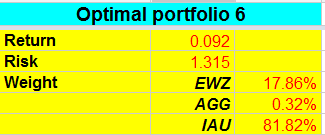 Optimal portfolio 6
Return 0.092
Risk 1.315
Weight EWZ 17.86%
AGG 0.32%
IAU 81.82%